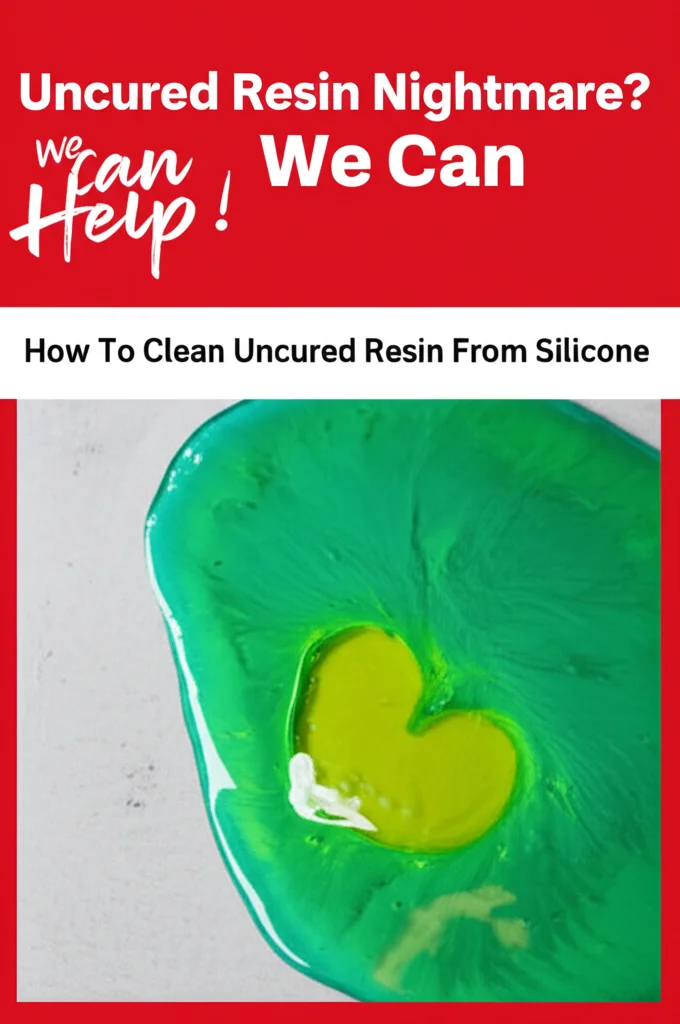 Uncured Resin Nightmare?
we
can
Help!
We Can
How To Clean Uncured Resin From Silicone